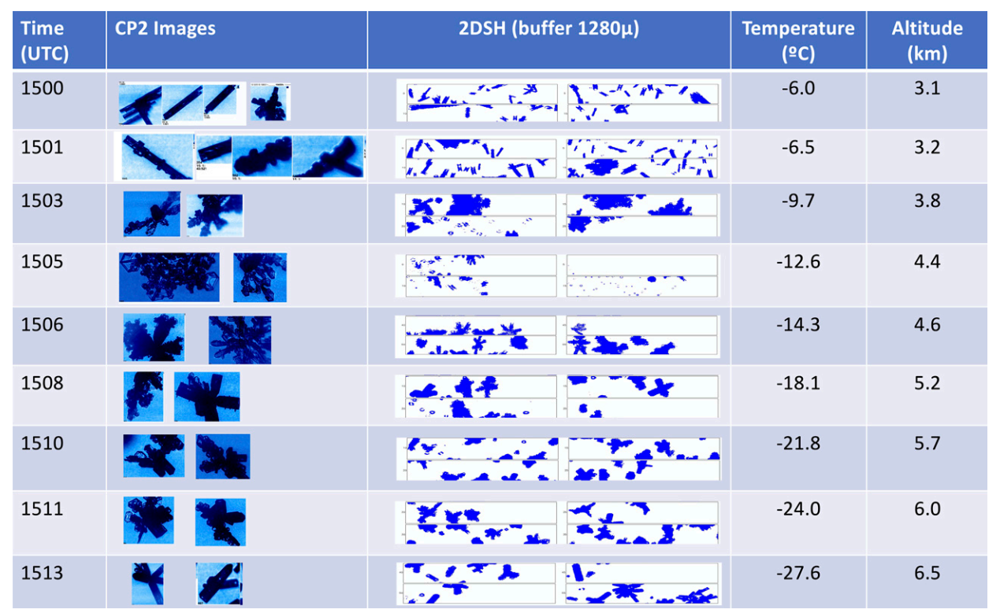 Time (UTC) CP2 Images 2DSH (buffer 1280μ) Temperature (ºC) Altitude (km)
1500 -6.0 3.1
1501 -6.5 3.2
1503 -9.7 3.8
1505 -12.6 4.4
1506 -14.3 4.6
1508 -18.1 5.2
1510 -21.8 5.7
1511 -24.0 6.0
1513 -27.6 6.5